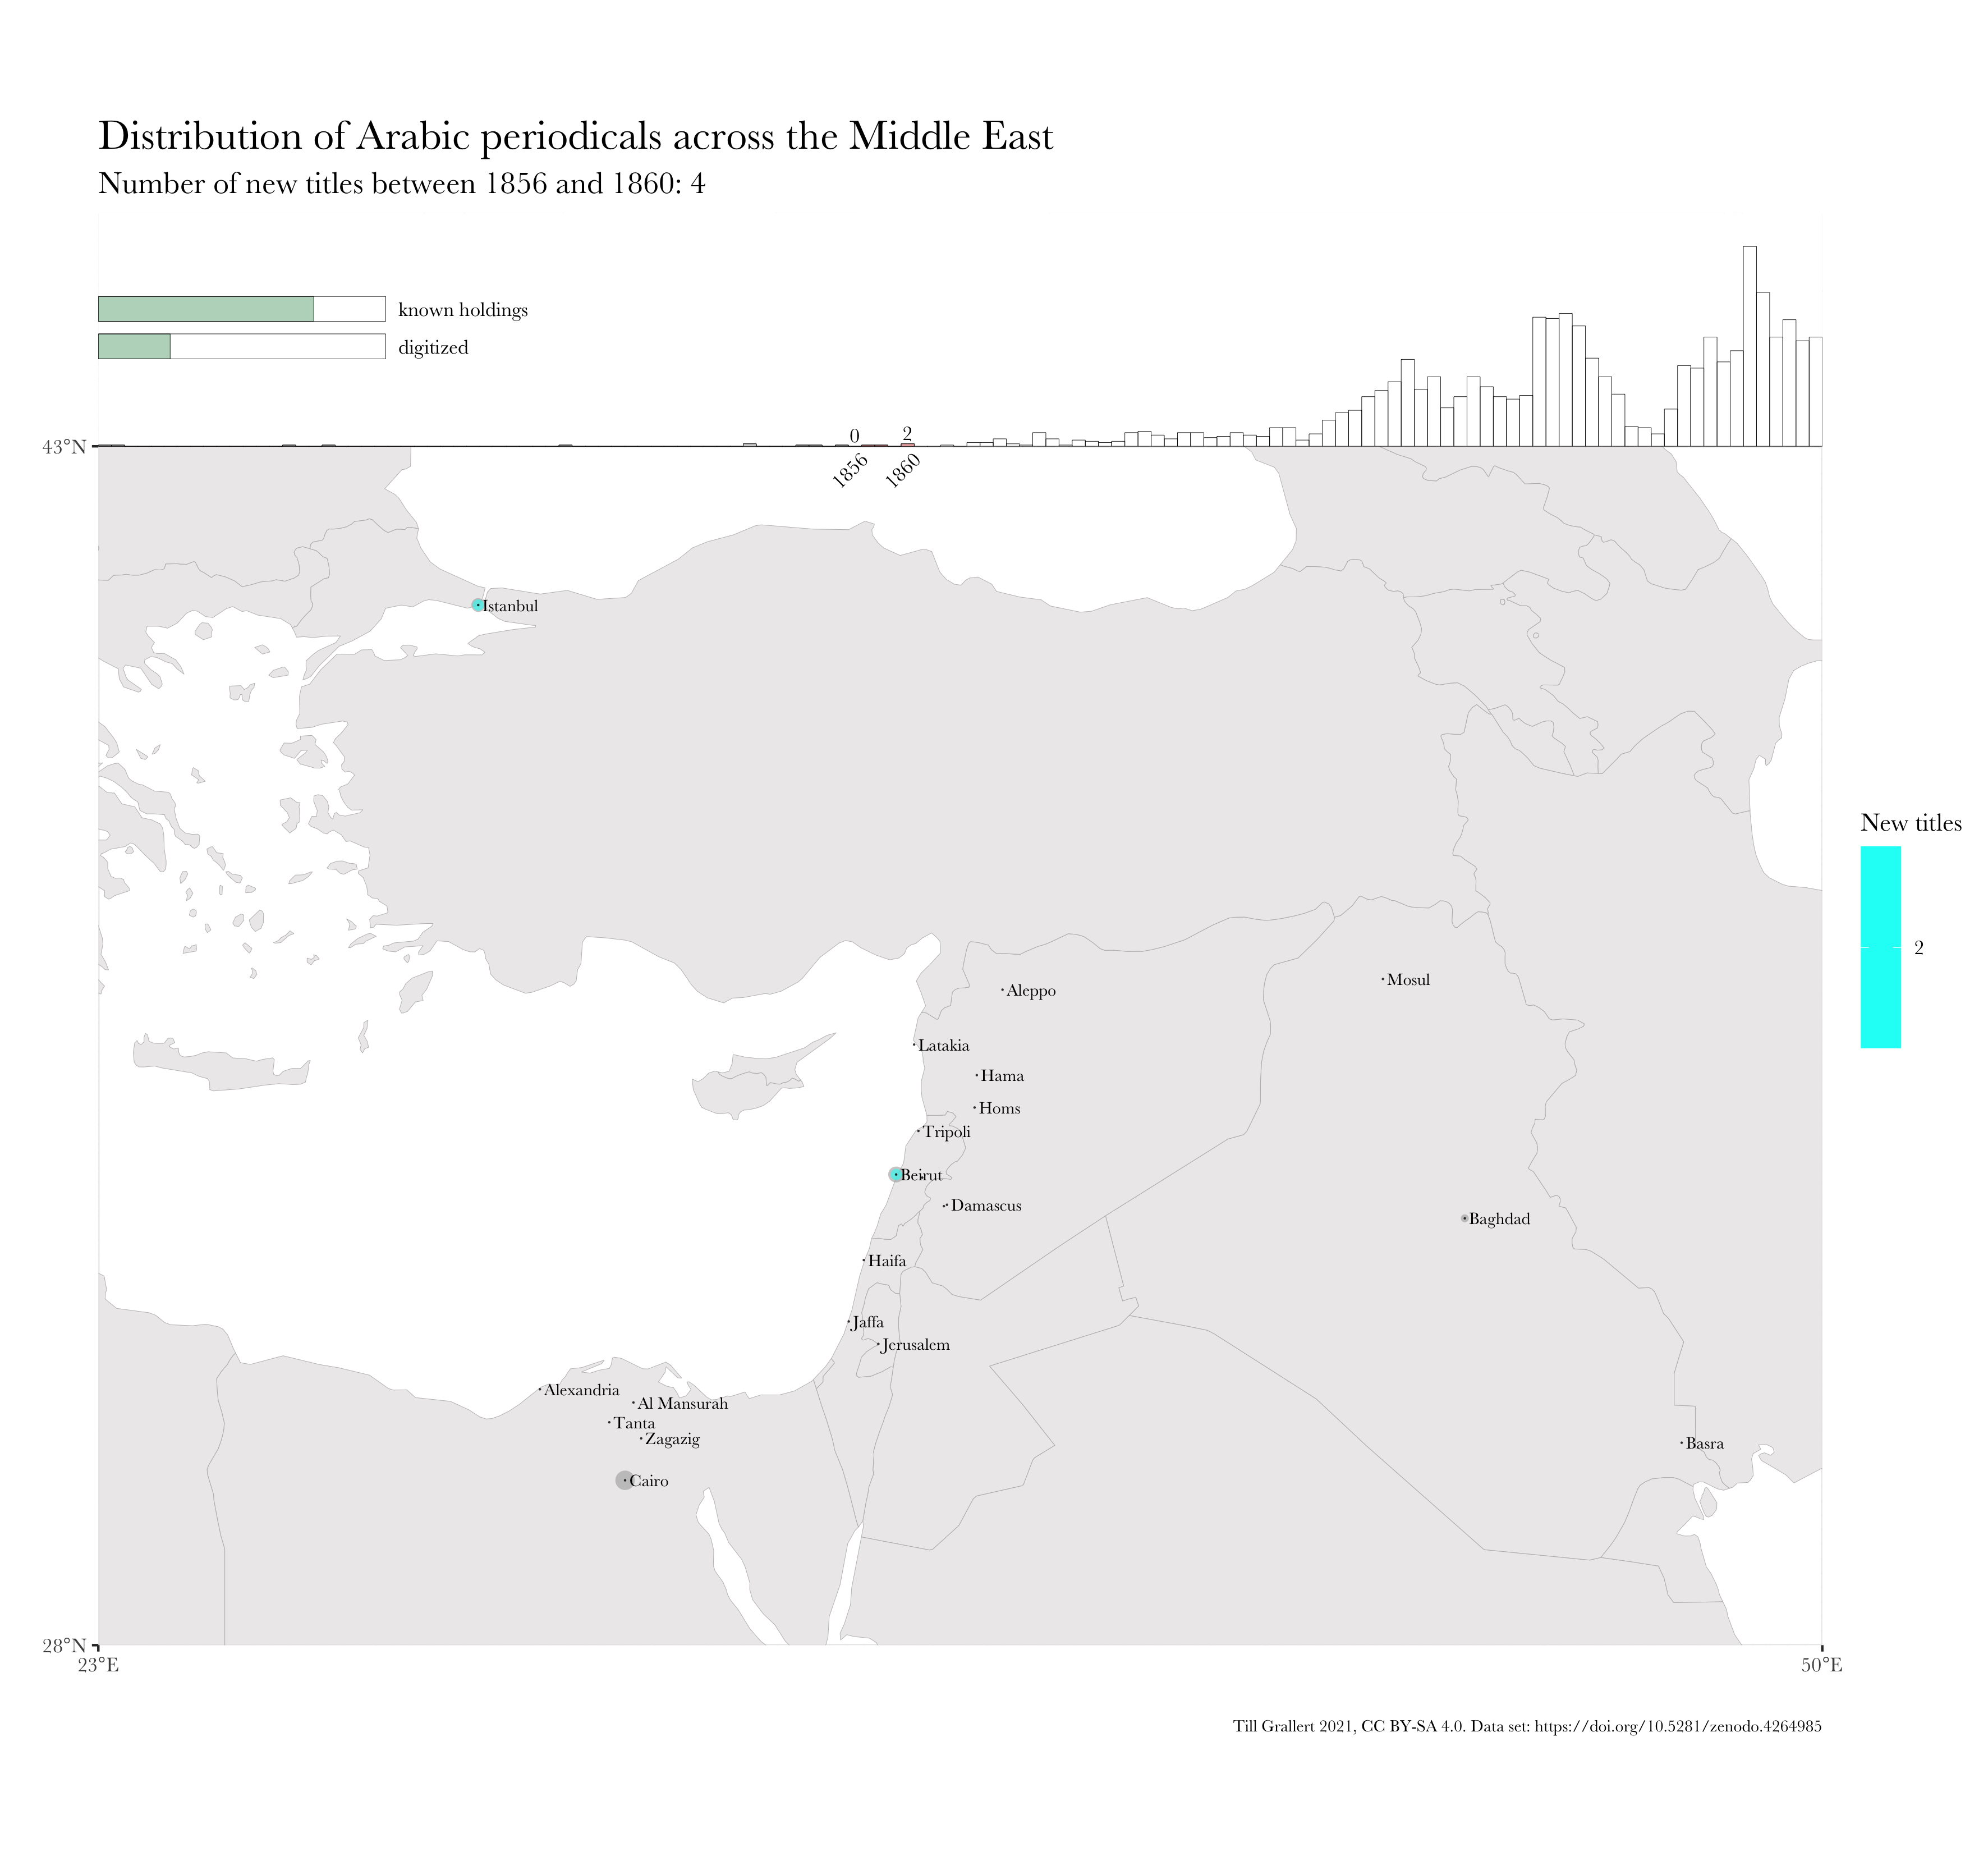 Distribution of Arabic periodicals across the Middle East
Number of new titles between 1856 and 1860: 4
known holdings
digitized
0
2
43°N
1856
1860
Istanbul
New titles
2
Mosul
Aleppo
Latakia
Hama
Homs
Tripoli
Beirut
Damascus
Baghdad
Haifa
Jaffa
Jerusalem
Alexandria
Al Mansurah
Tanta
Zagazig
Basra
Cairo
28°N
23°E
50°E
Till Grallert 2021, CC BY-SA 4.0. Data set: https://doi.org/10.5281/zenodo.4264985